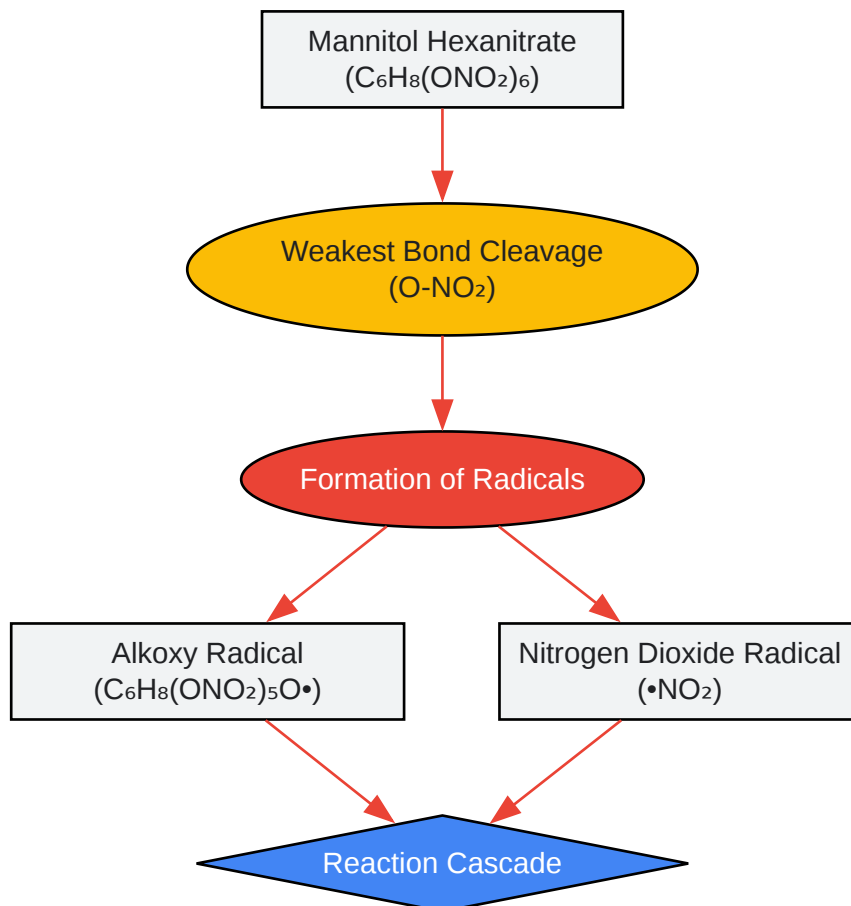 Mannitol Hexanitrate
(C₆H₈(ONO₂)₆)
Weakest Bond Cleavage
(O-NO₂)
Formation of Radicals
Alkoxy Radical
(C₆H₈(ONO₂)₅O•)
Nitrogen Dioxide Radical
(•NO₂)
Reaction Cascade